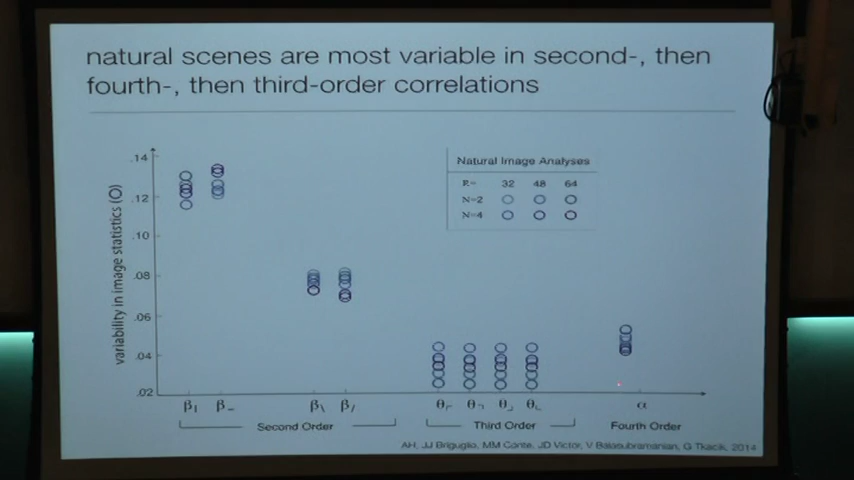 natural scenes are most variable in second-, then
fourth-, then third-order correlations
Natural Image Analyses
R= 32 48 64
N=2
N=4
variability in image statistics (O)
.14
.12
.10
.08
.06
.04
.02
β| β− β\ β/ θ⌟ θ⌞ α
Second Order Third Order Fourth Order
AH, JJ Briguglio, MM Conte, JD Victor, V Balasubramanian, G Tkacik, 2014